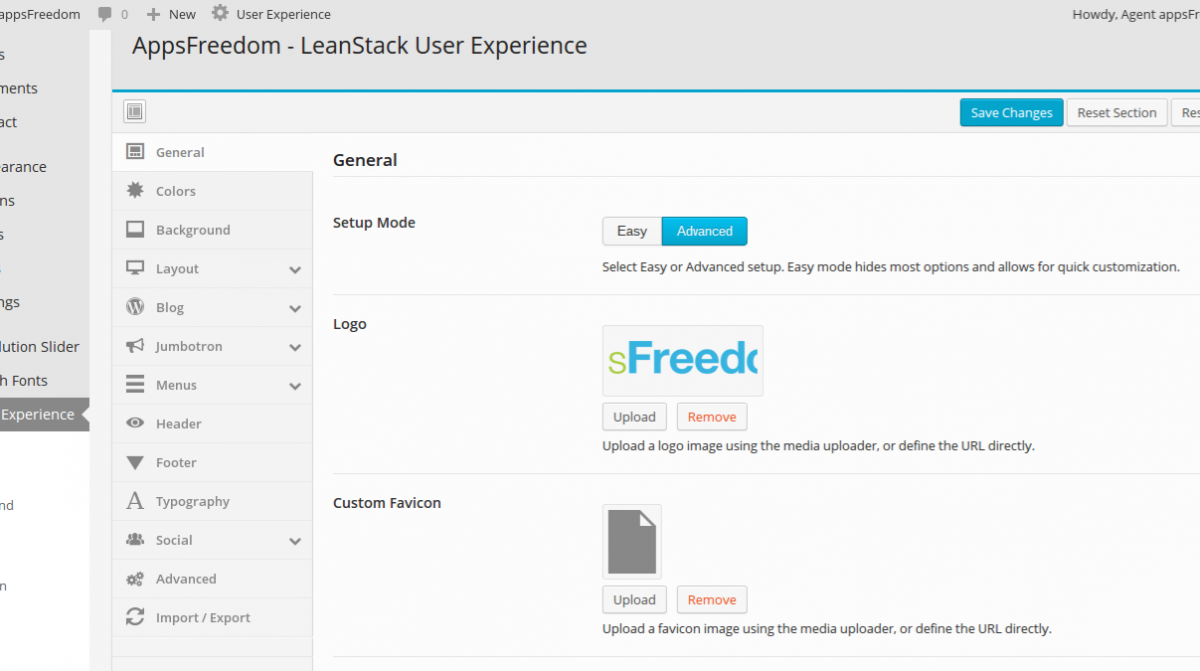 appsFreedom 0 New User Experience Howdy, Agent appsFr
AppsFreedom - LeanStack User Experience
s
ments
act
earance
ns
s
s
ngs
lution Slider
h Fonts
Experience
nd
n
Save Changes Reset Section Res
General
Colors
Background
Layout
Blog
Jumbotron
Menus
Header
Footer
Typography
Social
Advanced
Import / Export
General
Setup Mode
Easy Advanced
Select Easy or Advanced setup. Easy mode hides most options and allows for quick customization.
Logo
sFreedo
Upload Remove
Upload a logo image using the media uploader, or define the URL directly.
Custom Favicon
Upload Remove
Upload a favicon image using the media uploader, or define the URL directly.